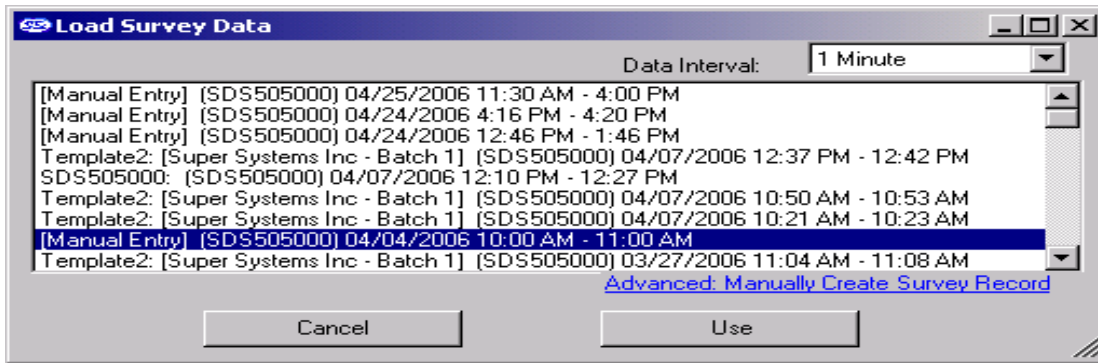 Load Survey Data
Data Interval: 1 Minute
[Manual Entry] (SDS505000) 04/25/2006 11:30 AM - 4:00 PM
[Manual Entry] (SDS505000) 04/24/2006 4:16 PM - 4:20 PM
[Manual Entry] (SDS505000) 04/24/2006 12:46 PM - 1:46 PM
Template2: [Super Systems Inc - Batch 1] (SDS505000) 04/07/2006 12:37 PM - 12:42 PM
SDS505000: (SDS505000) 04/07/2006 12:10 PM - 12:27 PM
Template2: [Super Systems Inc - Batch 1] (SDS505000) 04/07/2006 10:50 AM - 10:53 AM
Template2: [Super Systems Inc - Batch 1] (SDS505000) 04/07/2006 10:21 AM - 10:23 AM
[Manual Entry] (SDS505000) 04/04/2006 10:00 AM - 11:00 AM
Template2: [Super Systems Inc - Batch 1] (SDS505000) 03/27/2006 11:04 AM - 11:08 AM
Advanced: Manually Create Survey Record
Cancel Use